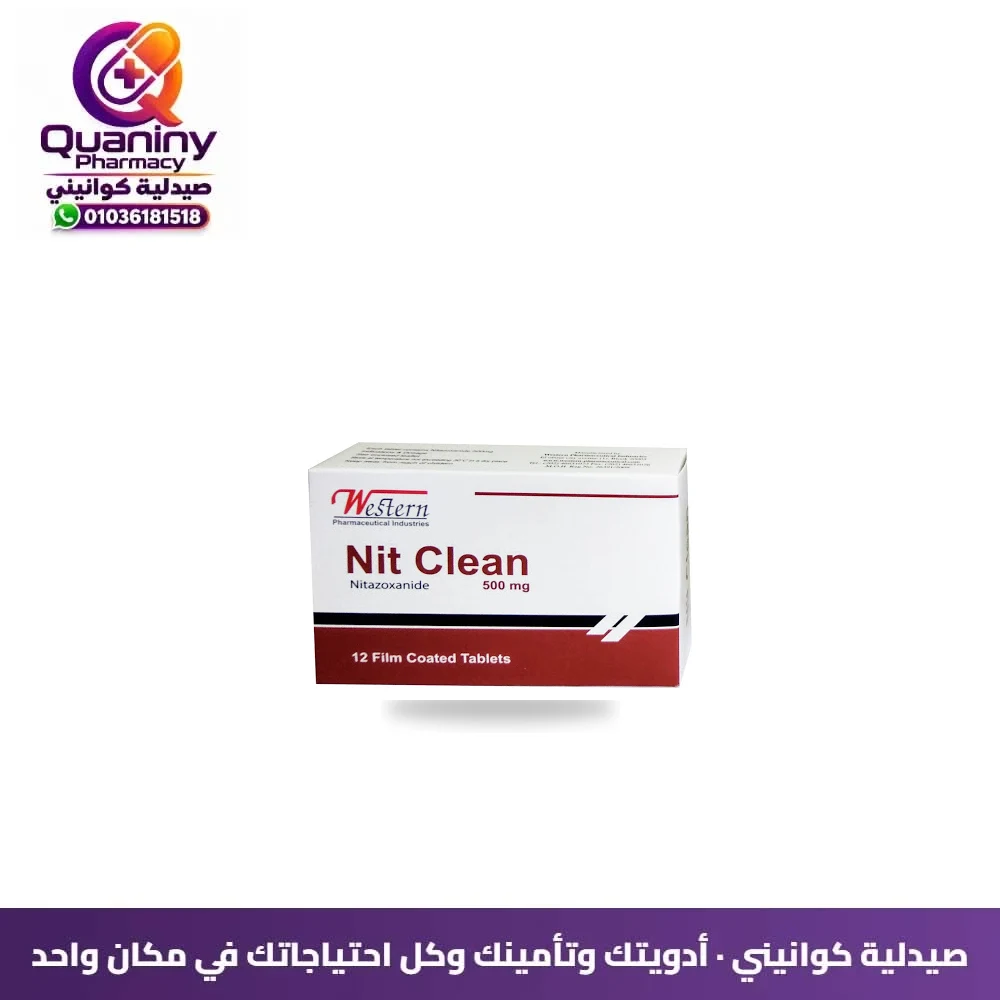 Quaniny
Pharmacy
صيدلية كوانيني
01036181518
Western
Pharmaceutical Industries
Nit Clean
Nitazoxanide 500 mg
12 Film Coated Tablets
صيدلية كوانيني · أدويتك وتأمينك وكل احتياجاتك في مكان واحد